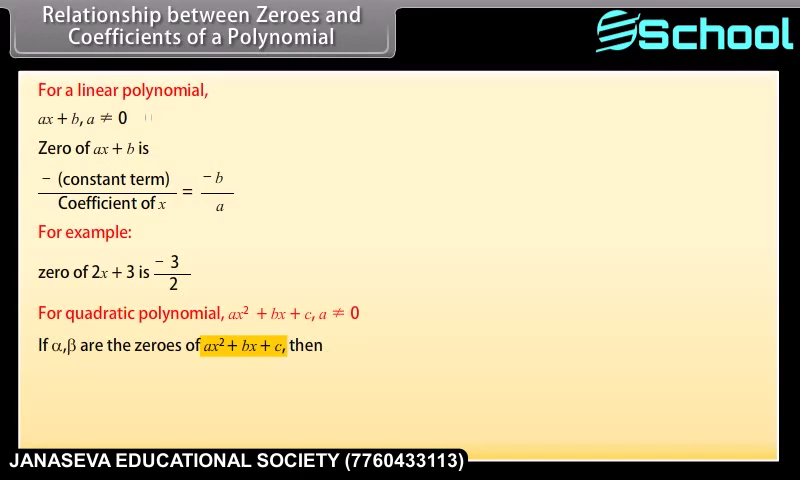 Relationship between Zeroes and
Coefficients of a Polynomial
School
For a linear polynomial,
ax + b, a ≠ 0
Zero of ax + b is
− (constant term) / Coefficient of x = − b / a
For example:
zero of 2x + 3 is − 3 / 2
For quadratic polynomial, ax² + bx + c, a ≠ 0
If α,β are the zeroes of ax² + bx + c, then
JANASEVA EDUCATIONAL SOCIETY (7760433113)